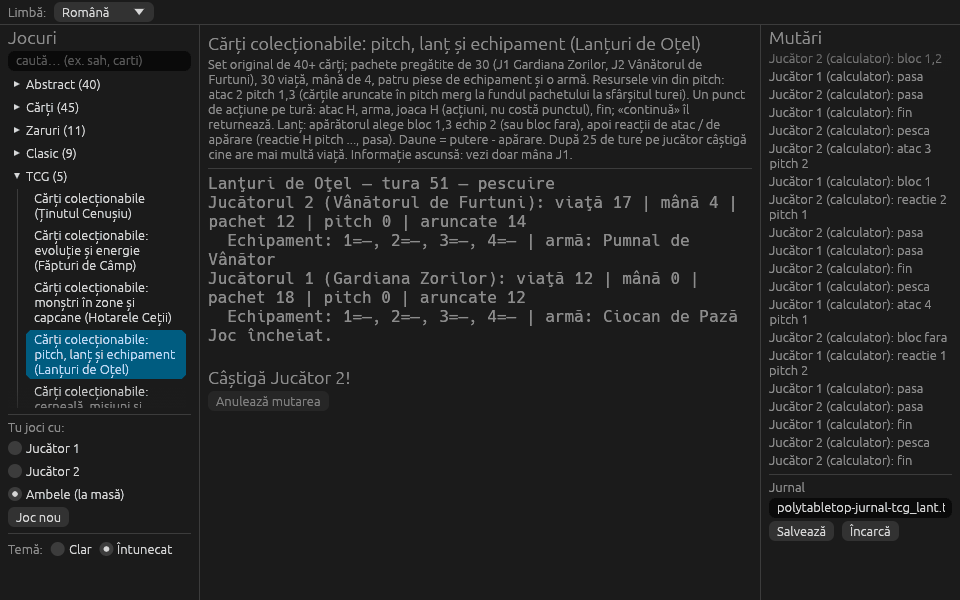 Limbă: Română
Jocuri
caută... (ex. sah, carti)
Abstract (40)
Cărți (45)
Zaruri (11)
Clasic (9)
TCG (5)
Cărți colecționabile
(Ținutul Cenușiu)
Cărți colecționabile:
evoluție și energie
(Făpturi de Câmp)
Cărți colecționabile:
monștri în zone și
capcane (Hotarele Ceții)
Cărți colecționabile:
pitch, lanț și echipament
(Lanțuri de Oțel)
Cărți colecționabile:
cerneală, misiuni și
Tu joci cu:
Jucător 1
Jucător 2
Ambele (la masă)
Joc nou
Temă: Clar Întunecat
Cărți colecționabile: pitch, lanț și echipament (Lanțuri de Oțel)
Set original de 40+ cărți; pachete pregătite de 30 (J1 Gardiana Zorilor, J2 Vânătorul de
Furtuni), 30 viață, mână de 4, patru piese de echipament și o armă. Resursele vin din pitch:
atac 2 pitch 1,3 (cărțile aruncate în pitch merg la fundul pachetului la sfârșitul turei). Un punct
de acțiune pe tură: atac H, arma, joaca H (acțiuni, nu costă punctul), fin; «continuă» îl
returnează. Lanț: apărătorul alege bloc 1,3 echip 2 (sau bloc fara), apoi reacții de atac / de
apărare (reactie H pitch ..., pasa). Daune = putere - apărare. După 25 de ture pe jucător câștigă
cine are mai multă viață. Informație ascunsă: vezi doar mâna J1.
Lanţuri de Oţel — tura 51 — pescuire
Jucătorul 2 (Vânătorul de Furtuni): viaţă 17 | mână 4 |
pachet 12 | pitch 0 | aruncate 14
Echipament: 1=—, 2=—, 3=—, 4=— | armă: Pumnal de
Vânător
Jucătorul 1 (Gardiana Zorilor): viaţă 12 | mână 0 |
pachet 18 | pitch 0 | aruncate 12
Echipament: 1=—, 2=—, 3=—, 4=— | armă: Ciocan de Pază
Joc încheiat.
Câștigă Jucător 2!
Anulează mutarea
Mutări
Jucător 2 (calculator): bloc 1,2
Jucător 1 (calculator): pasa
Jucător 2 (calculator): pasa
Jucător 1 (calculator): fin
Jucător 2 (calculator): pesca
Jucător 2 (calculator): atac 3
pitch 2
Jucător 1 (calculator): bloc 1
Jucător 2 (calculator): reactie 2
pitch 1
Jucător 2 (calculator): pasa
Jucător 1 (calculator): pasa
Jucător 2 (calculator): fin
Jucător 1 (calculator): pesca
Jucător 1 (calculator): atac 4
pitch 1
Jucător 2 (calculator): bloc fara
Jucător 1 (calculator): reactie 1
pitch 2
Jucător 1 (calculator): pasa
Jucător 2 (calculator): pasa
Jucător 1 (calculator): fin
Jucător 2 (calculator): pesca
Jucător 2 (calculator): fin
Jurnal
polytabletop-jurnal-tcg_lant.t
Salvează Încarcă